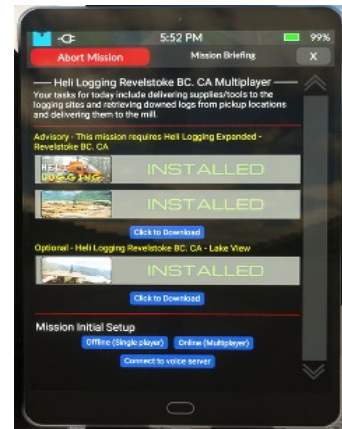 5:52 PM
99%
Abort Mission
Mission Briefing
X
Heli Logging Revelstoke BC. CA Multiplayer
Your tasks for today include delivering supplies/tools to the
logging sites and retrieving downed logs from pickup locations
and delivering them to the mill.
Advisory - This mission requires Heli Logging Expanded -
Revelstoke BC. CA
HELI
LOGGING
INSTALLED
INSTALLED
Click to Download
Optional - Heli Logging Revelstoke BC. CA - Lake View
INSTALLED
Click to Download
Mission Initial Setup
Offline (Single player)
Online (Multiplayer)
Connect to voice server